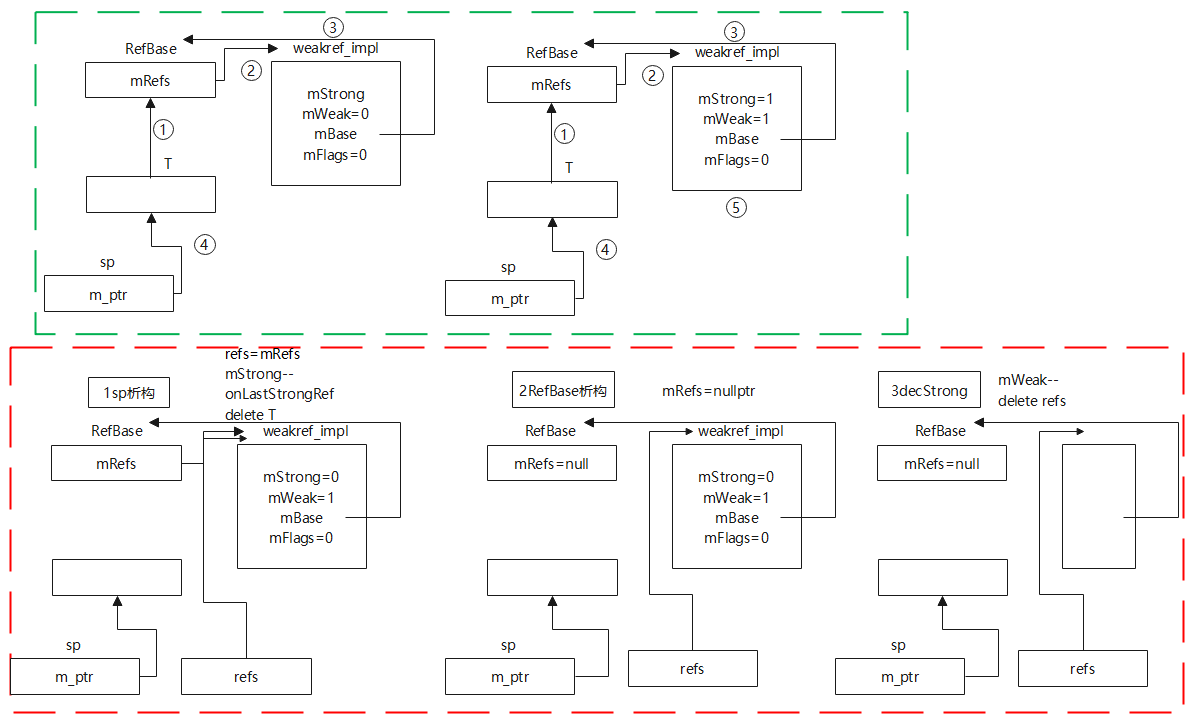 ③
RefBase
weakref_impl
②
mRefs
mStrong
mWeak=0
mBase
mFlags=0
①
T
④
sp
m_ptr
③
RefBase
weakref_impl
②
mRefs
mStrong=1
mWeak=1
mBase
mFlags=0
①
T
⑤
④
sp
m_ptr
refs=mRefs
mStrong--
onLastStrongRef
delete T
1sp析构
RefBase
weakref_impl
mRefs
mStrong=0
mWeak=1
mBase
mFlags=0
sp
m_ptr
refs
2RefBase析构
mRefs=nullptr
RefBase
weakref_impl
mRefs=null
mStrong=0
mWeak=1
mBase
mFlags=0
sp
m_ptr
refs
3decStrong
mWeak--
delete refs
RefBase
mRefs=null
sp
m_ptr
refs